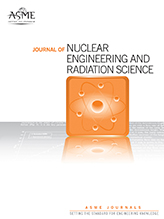 ASME
JOURNAL OF NUCLEAR
ENGINEERING AND
RADIATION SCIENCE
ASME JOURNALS
SETTING THE STANDARD FOR ENGINEERING KNOWLEDGE